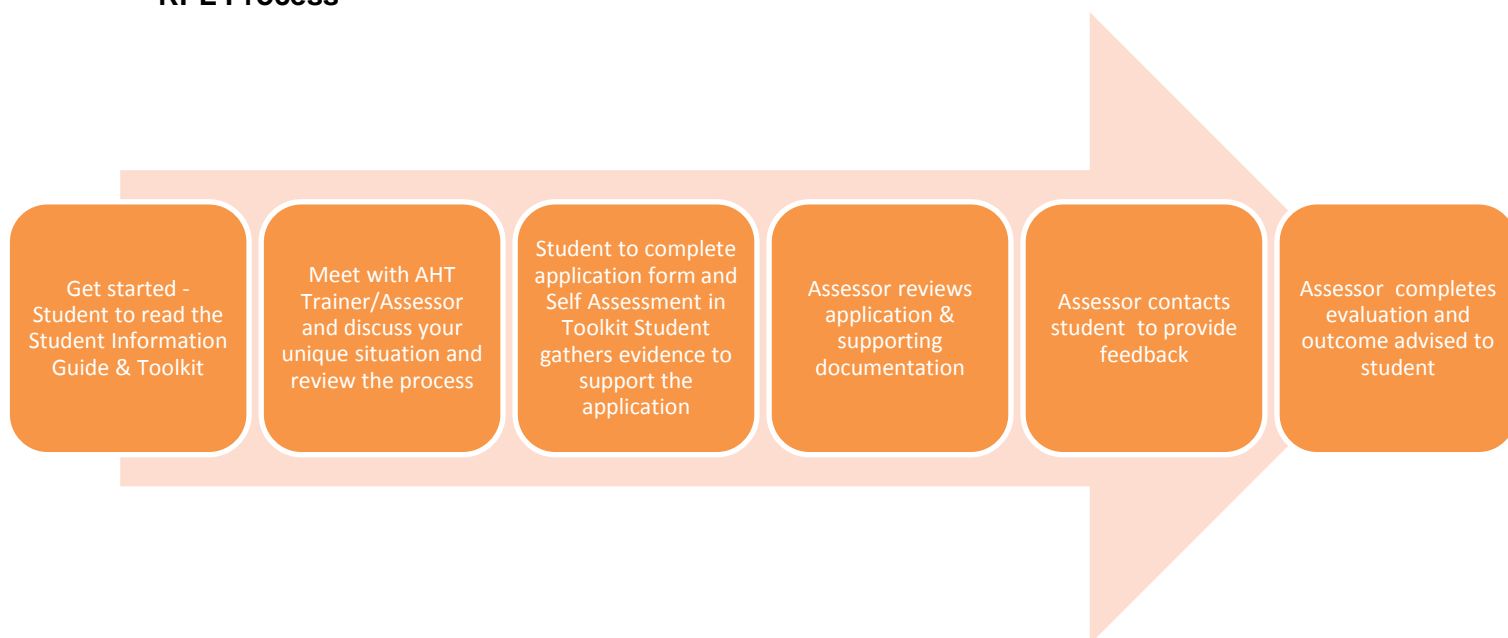 RPL Process
Get started -
Student to read the
Student Information
Guide & Toolkit
Meet with AHT
Trainer/Assessor
and discuss your
unique situation and
review the process
Student to complete
application form and
Self Assessment in
Toolkit Student
gathers evidence to
support the
application
Assessor reviews
application &
supporting
documentation
Assessor contacts
student to provide
feedback
Assessor completes
evaluation and
outcome advised to
student